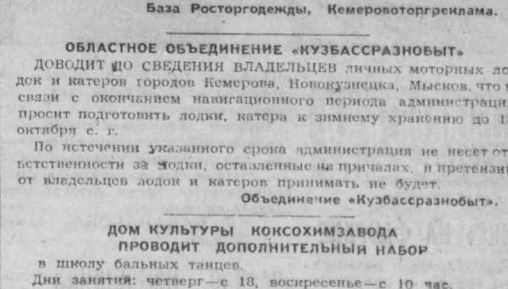 База Росторгодежды, Кемеровоторгреклама.
ОБЛАСТНОЕ ОБЪЕДИНЕНИЕ «КУЗБАССРАЗНОБЫТ»
ДОВОДИТ ДО СВЕДЕНИЯ ВЛАДЕЛЬЦЕВ личных моторных ло
док и катеров городов Кемерова, Новокузнецка, Мысков, что
связи с окончанием навигационного периода администраци
просит подготовить лодки, катера к зимнему хранению до
октября с. г.
По истечении указанного срока администрация не несет от
ветственности за лодки, оставленные на причалах, и претензи
от владельцев лодок и катеров принимать не будет.
Объединение «Кузбассразнобыт».
ДОМ КУЛЬТУРЫ КОКСОХИМЗАВОДА
ПРОВОДИТ ДОПОЛНИТЕЛЬНЫЙ НАБОР
в школу бальных танцев.
Дни занятий: четверг—с 18, воскресенье—с 10 час.